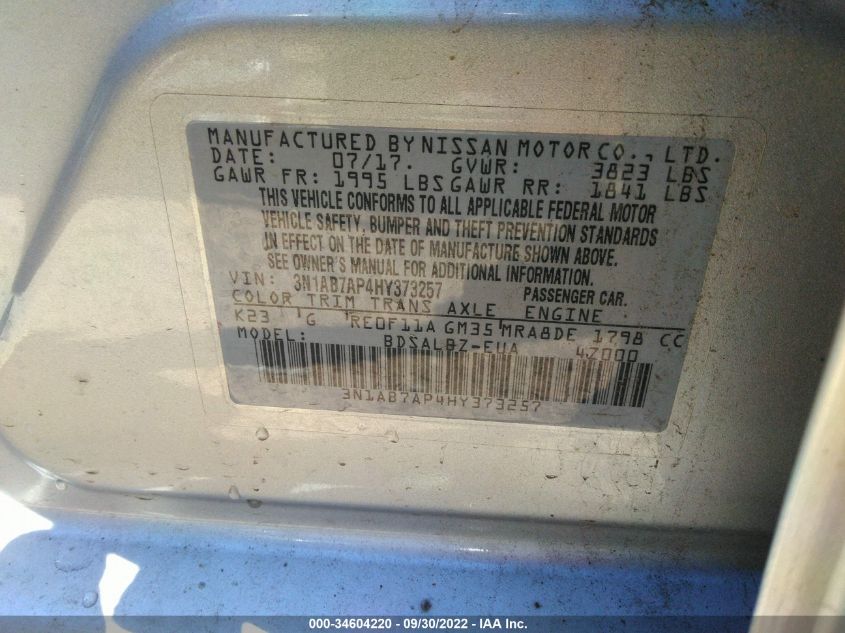 MANUFACTURED BY NISSAN MOTOR CO., LTD.
DATE: 07/17. GVWR: 3823 LBS
GAWR FR: 1995 LBS GAWR RR: 1841 LBS
THIS VEHICLE CONFORMS TO ALL APPLICABLE FEDERAL MOTOR
VEHICLE SAFETY, BUMPER AND THEFT PREVENTION STANDARDS
IN EFFECT ON THE DATE OF MANUFACTURE SHOWN ABOVE.
SEE OWNER'S MANUAL FOR ADDITIONAL INFORMATION.
VIN: 3N1AB7AP4HY373257 PASSENGER CAR.
COLOR TRIM TRANS AXLE ENGINE
K23 G RE0F11A GM35 MRA8DE 1798 CC
MODEL: BDSALBZ-EUA 47000
3N1AB7AP4HY373257
000-34604220 - 09/30/2022 - IAA Inc.